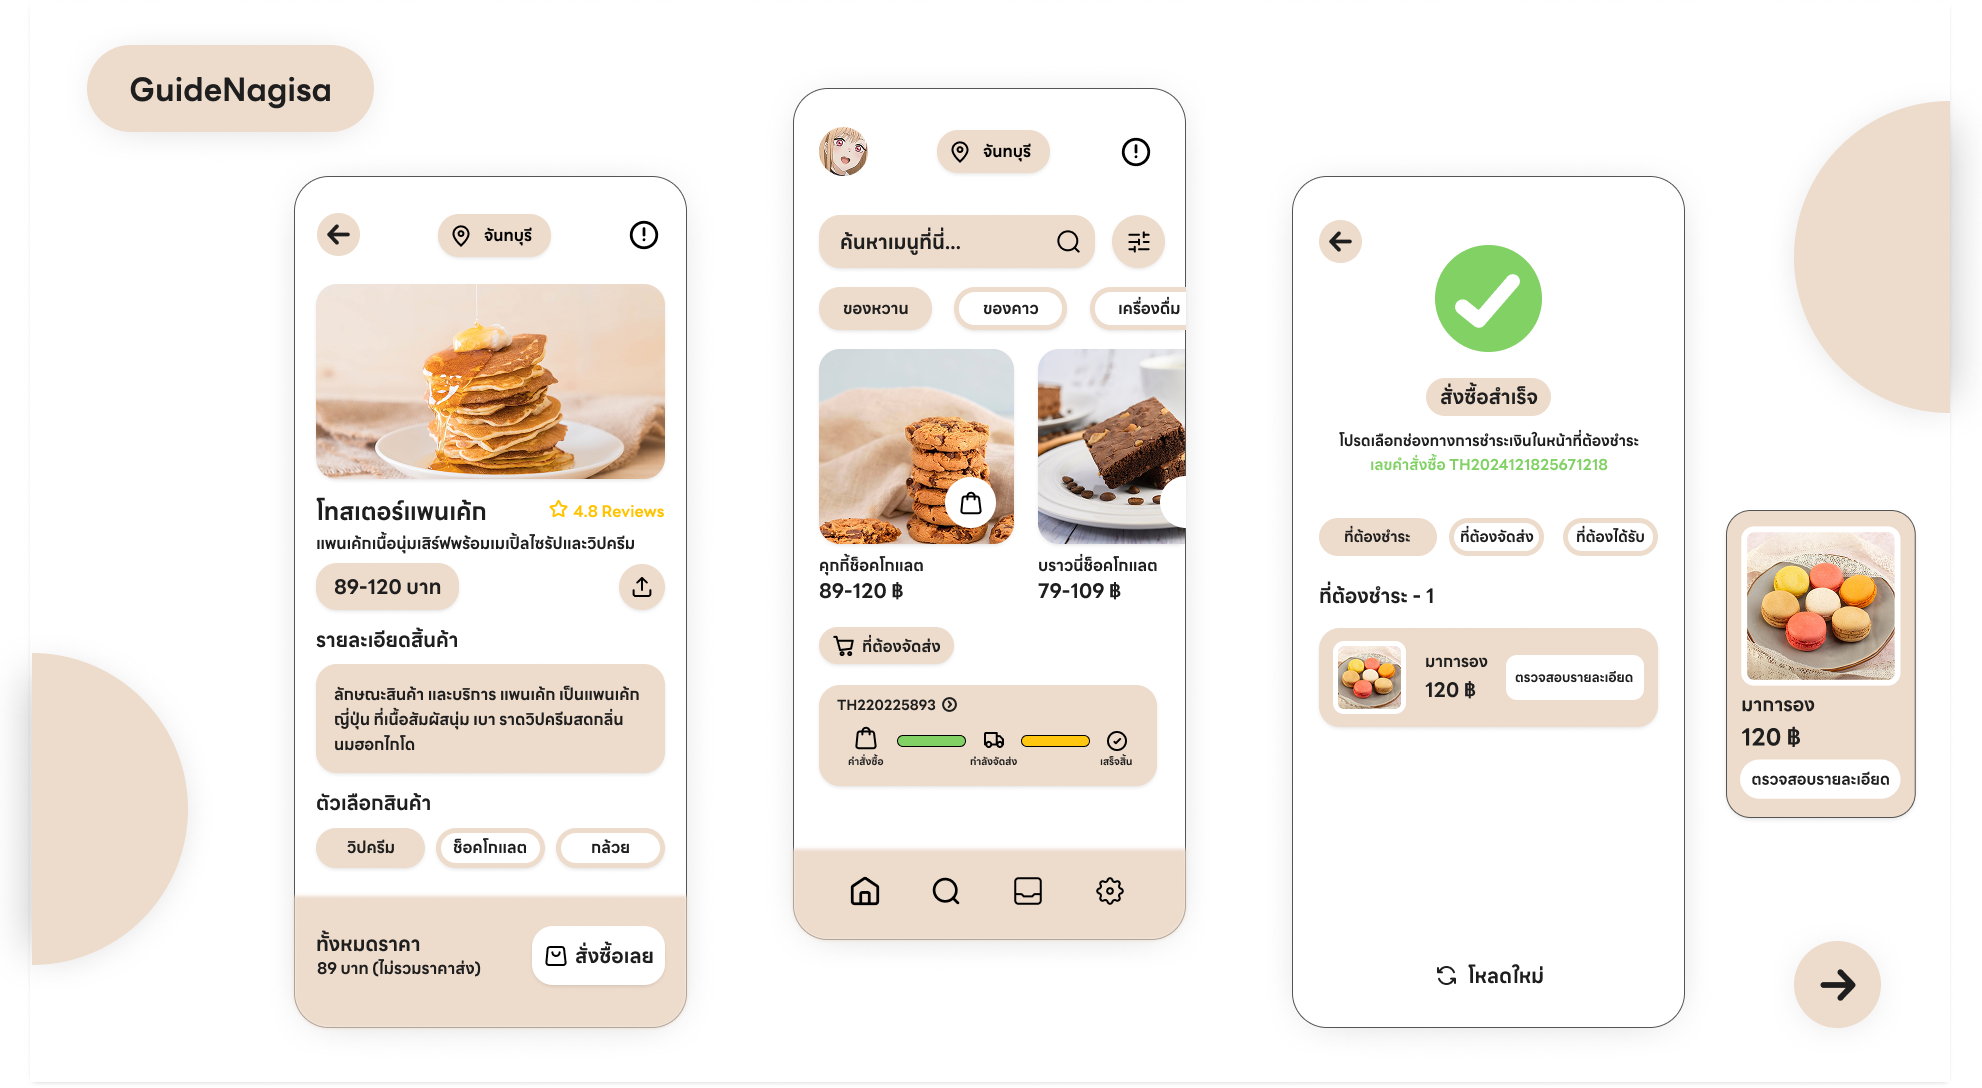 GuideNagisa
จันทบุรี
โทสเตอร์แพนเค้ก
4.8 Reviews
แพนเค้กเนื้อนุ่มเสิร์ฟพร้อมเมเปิ้ลไซรัปและวิปครีม
89-120 บาท
รายละเอียดสิ้นค้า
ลักษณะสินค้า และบริการ แพนเค้ก เป็นแพนเค้ก
ญี่ปุ่น ที่เนื้อสัมผัสนุ่ม เบา ราดวิปครีมสดกลิ่น
นมฮอกไกโด
ตัวเลือกสินค้า
วิปครีม
ช็อคโกแลต
กล้วย
ทั้งหมดราคา
89 บาท (ไม่รวมราคาส่ง)
สั่งซื้อเลย
จันทบุรี
ค้นหาเมนูที่นี่...
ของหวาน
ของคาว
เครื่องดื่ม
คุกกี้ช็อคโกแลต
89-120 ฿
บราวนี่ช็อคโกแลต
79-109 ฿
ที่ต้องจัดส่ง
TH220225893
คำสั่งซื้อ
กำลังจัดส่ง
เสร็จสิ้น
สั่งซื้อสำเร็จ
โปรดเลือกช่องทางการชำระเงินในหน้าที่ต้องชำระ
เลขคำสั่งซื้อ TH2024121825671218
ที่ต้องชำระ
ที่ต้องจัดส่ง
ที่ต้องได้รับ
ที่ต้องชำระ - 1
มาการอง
120 ฿
ตรวจสอบรายละเอียด
โหลดใหม่
มาการอง
120 ฿
ตรวจสอบรายละเอียด